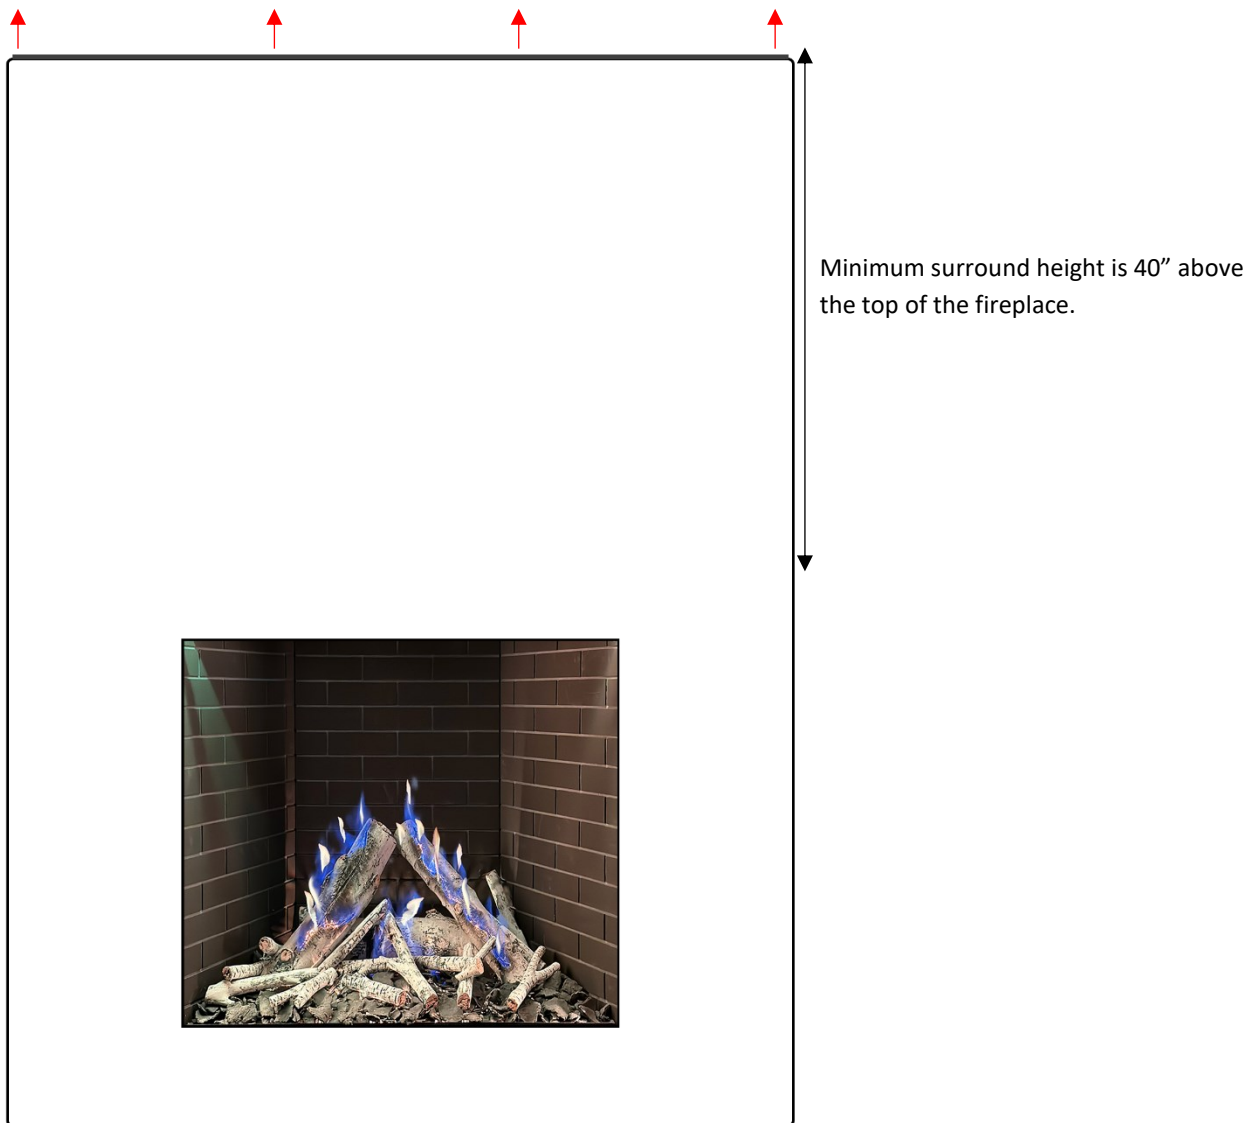 Minimum surround height is 40” above
the top of the fireplace.